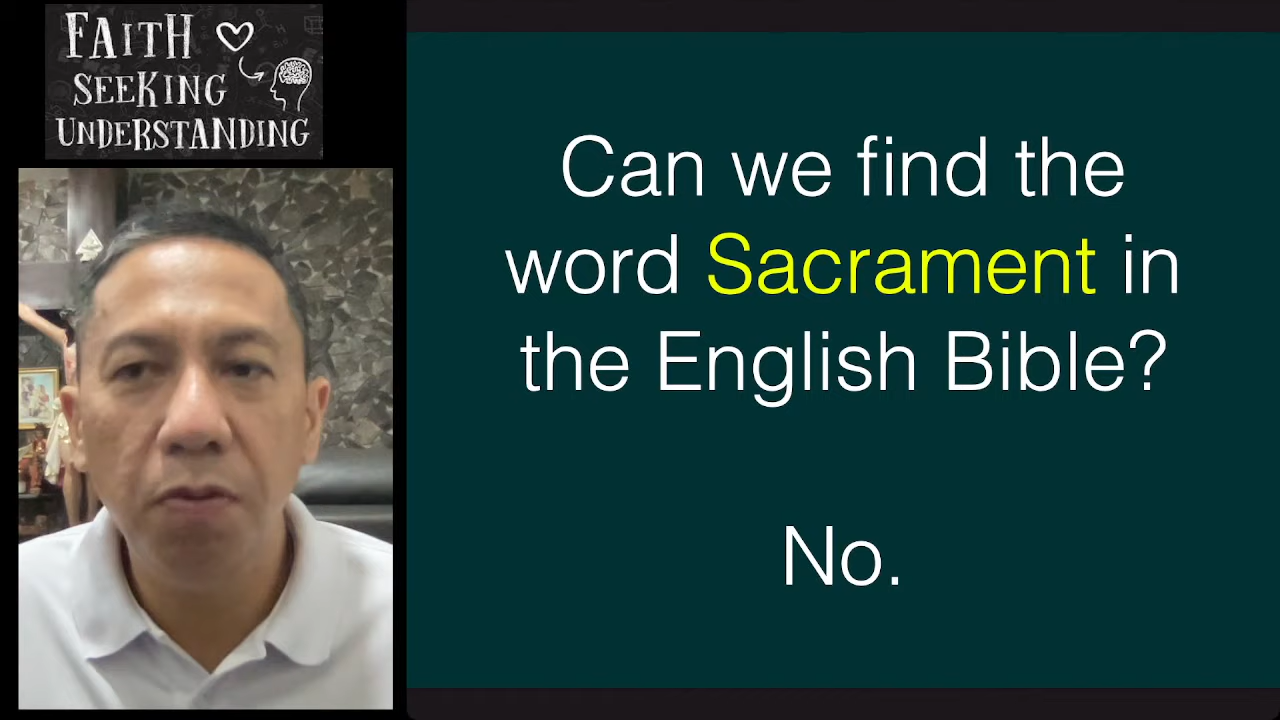 FAITH
SEEKING
UNDERSTANDING
Can we find the
word Sacrament in
the English Bible?
No.